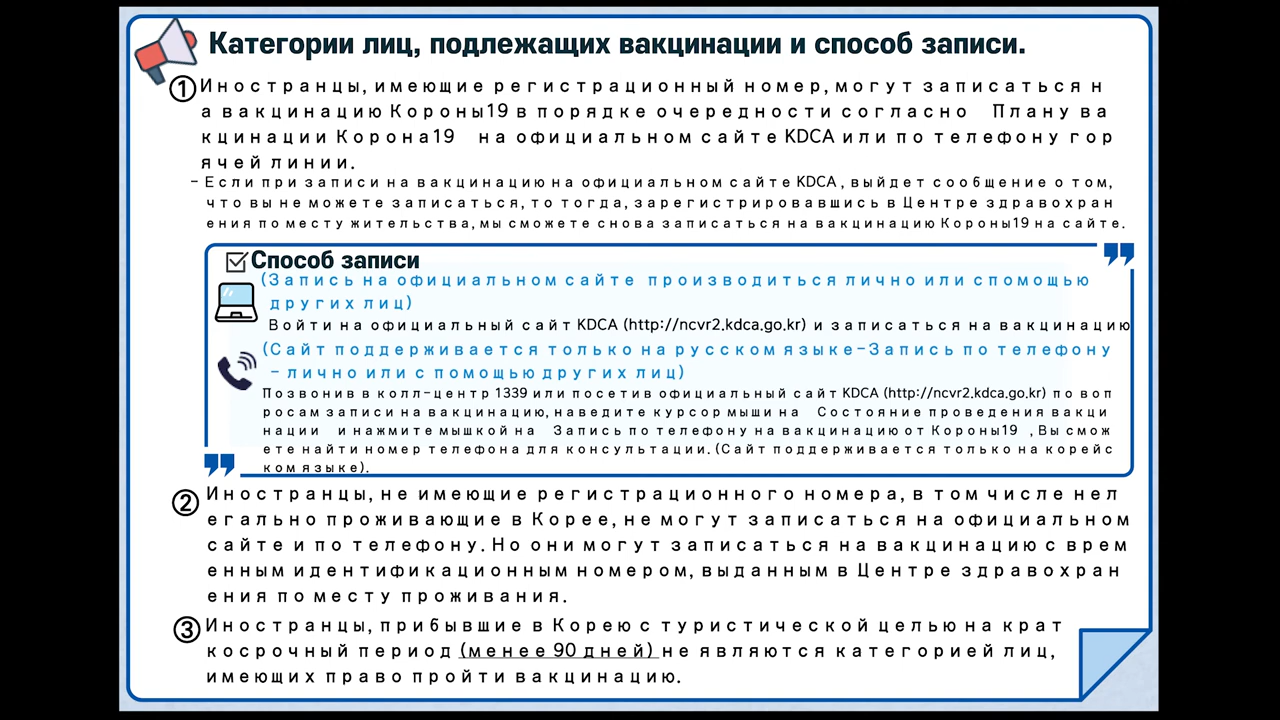 Категории лиц, подлежащих вакцинации и способ записи.
① Иностранцы, имеющие регистрационный номер, могут записаться н
а вакцинацию Короны19 в порядке очередности согласно Плану ва
кцинации Корона19 на официальном сайте KDCA или по телефону гор
ячей линии.
- Если при записи на вакцинацию на официальном сайте KDCA, выйдет сообщение о том,
что вы не можете записаться, то тогда, зарегистрировавшись в Центре здравохран
ения по месту жительства, мы сможете снова записаться на вакцинацию Короны19 на сайте.
Способ записи
(Запись на официальном сайте производиться лично или с помощью
других лиц)
Войти на официальный сайт KDCA (http://ncvr2.kdca.go.kr) и записаться на вакцинацию
(Сайт поддерживается только на русском языке-Запись по телефону
- лично или с помощью других лиц)
Позвонив в колл-центр 1339 или посетив официальный сайт KDCA (http://ncvr2.kdca.go.kr) по воп
росам записи на вакцинацию, наведите курсор мыши на Состояние проведения вакци
нации и нажмите мышкой на Запись по телефону на вакцинацию от Короны19 , Вы смож
ете найти номер телефона для консультации. (Сайт поддерживается только на корейс
ком языке).
② Иностранцы, не имеющие регистрационного номера, в том числе нел
егально проживающие в Корее, не могут записаться на официальном
сайте и по телефону. Но они могут записаться на вакцинацию с врем
енным идентификационным номером, выданным в Центре здравохран
ения по месту проживания.
③ Иностранцы, прибывшие в Корею с туристической целью на крат
косрочный период (менее 90 дней) не являются категорией лиц,
имеющих право пройти вакцинацию.